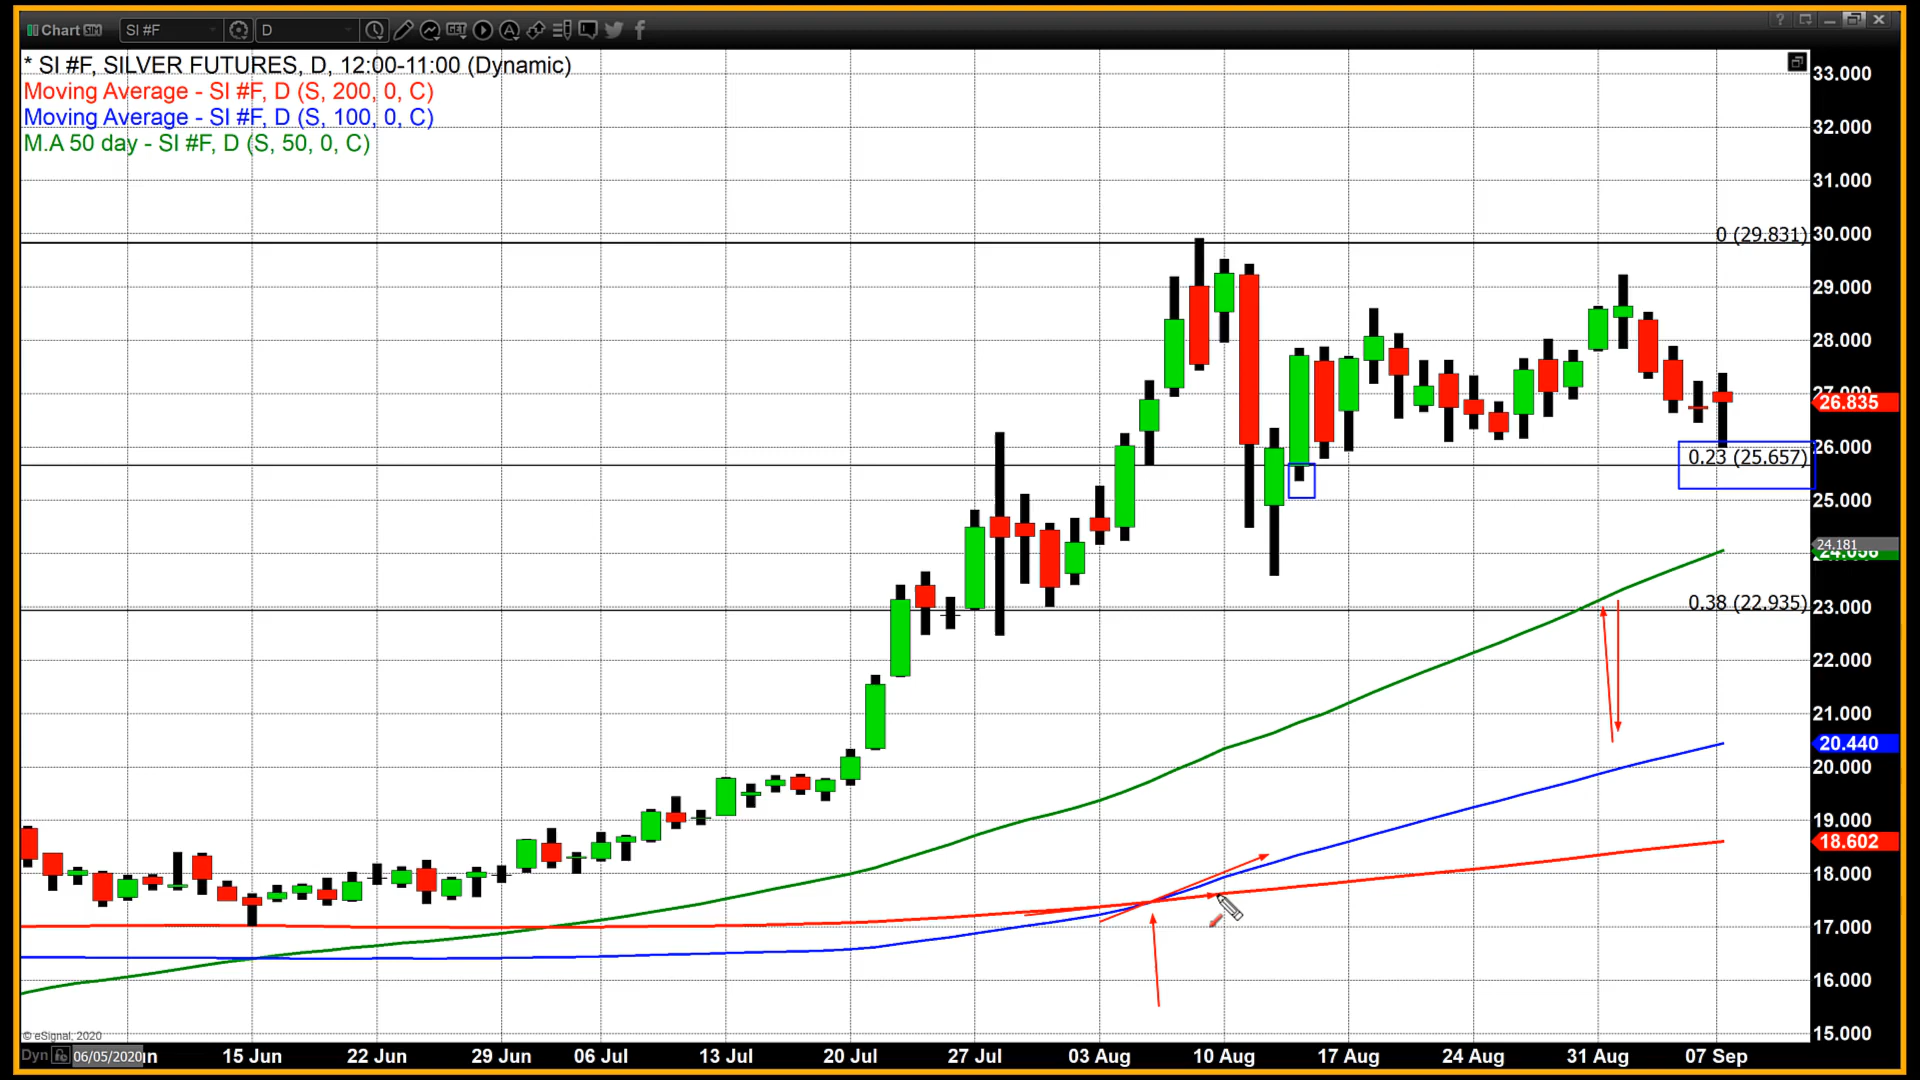 Chart SIM SI #F D
* SI #F, SILVER FUTURES, D, 12:00-11:00 (Dynamic)
Moving Average - SI #F, D (S, 200, 0, C)
Moving Average - SI #F, D (S, 100, 0, C)
M.A 50 day - SI #F, D (S, 50, 0, C)
33.000
32.000
31.000
0 (29.831) 30.000
29.000
28.000
27.000
26.835
26.000
0.23 (25.657)
25.000
24.181
24.056
0.38 (22.935) 23.000
22.000
21.000
20.440
20.000
19.000
18.602
18.000
17.000
16.000
15.000
© eSignal, 2020
Dyn 06/05/2020 15 Jun 22 Jun 29 Jun 06 Jul 13 Jul 20 Jul 27 Jul 03 Aug 10 Aug 17 Aug 24 Aug 31 Aug 07 Sep